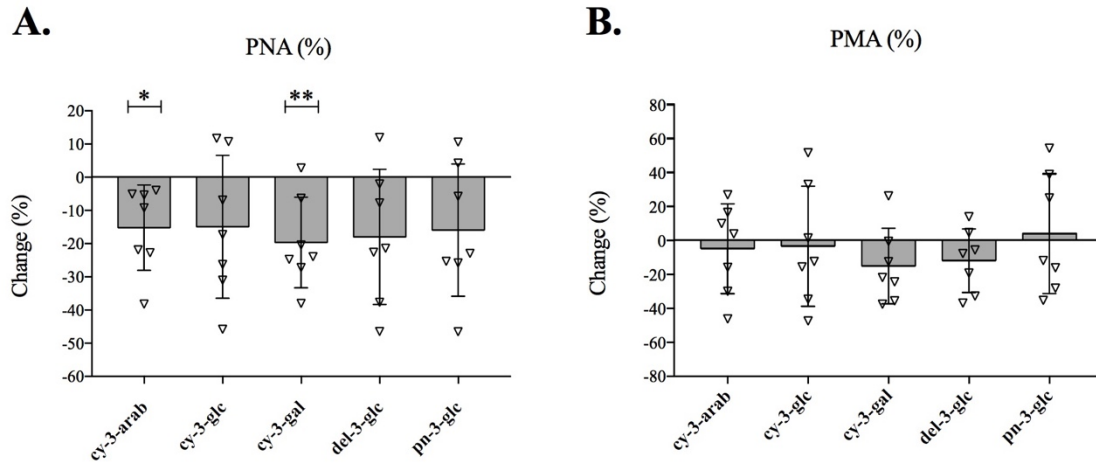 A.
PNA (%)
* **
20
10
0
-10
-20
-30
-40
-50
-60
Change (%)
cy-3-arab
cy-3-glc
cy-3-gal
del-3-glc
pn-3-glc
B.
PMA (%)
80
60
40
20
0
-20
-40
-60
-80
Change (%)
cy-3-arab
cy-3-glc
cy-3-gal
del-3-glc
pn-3-glc